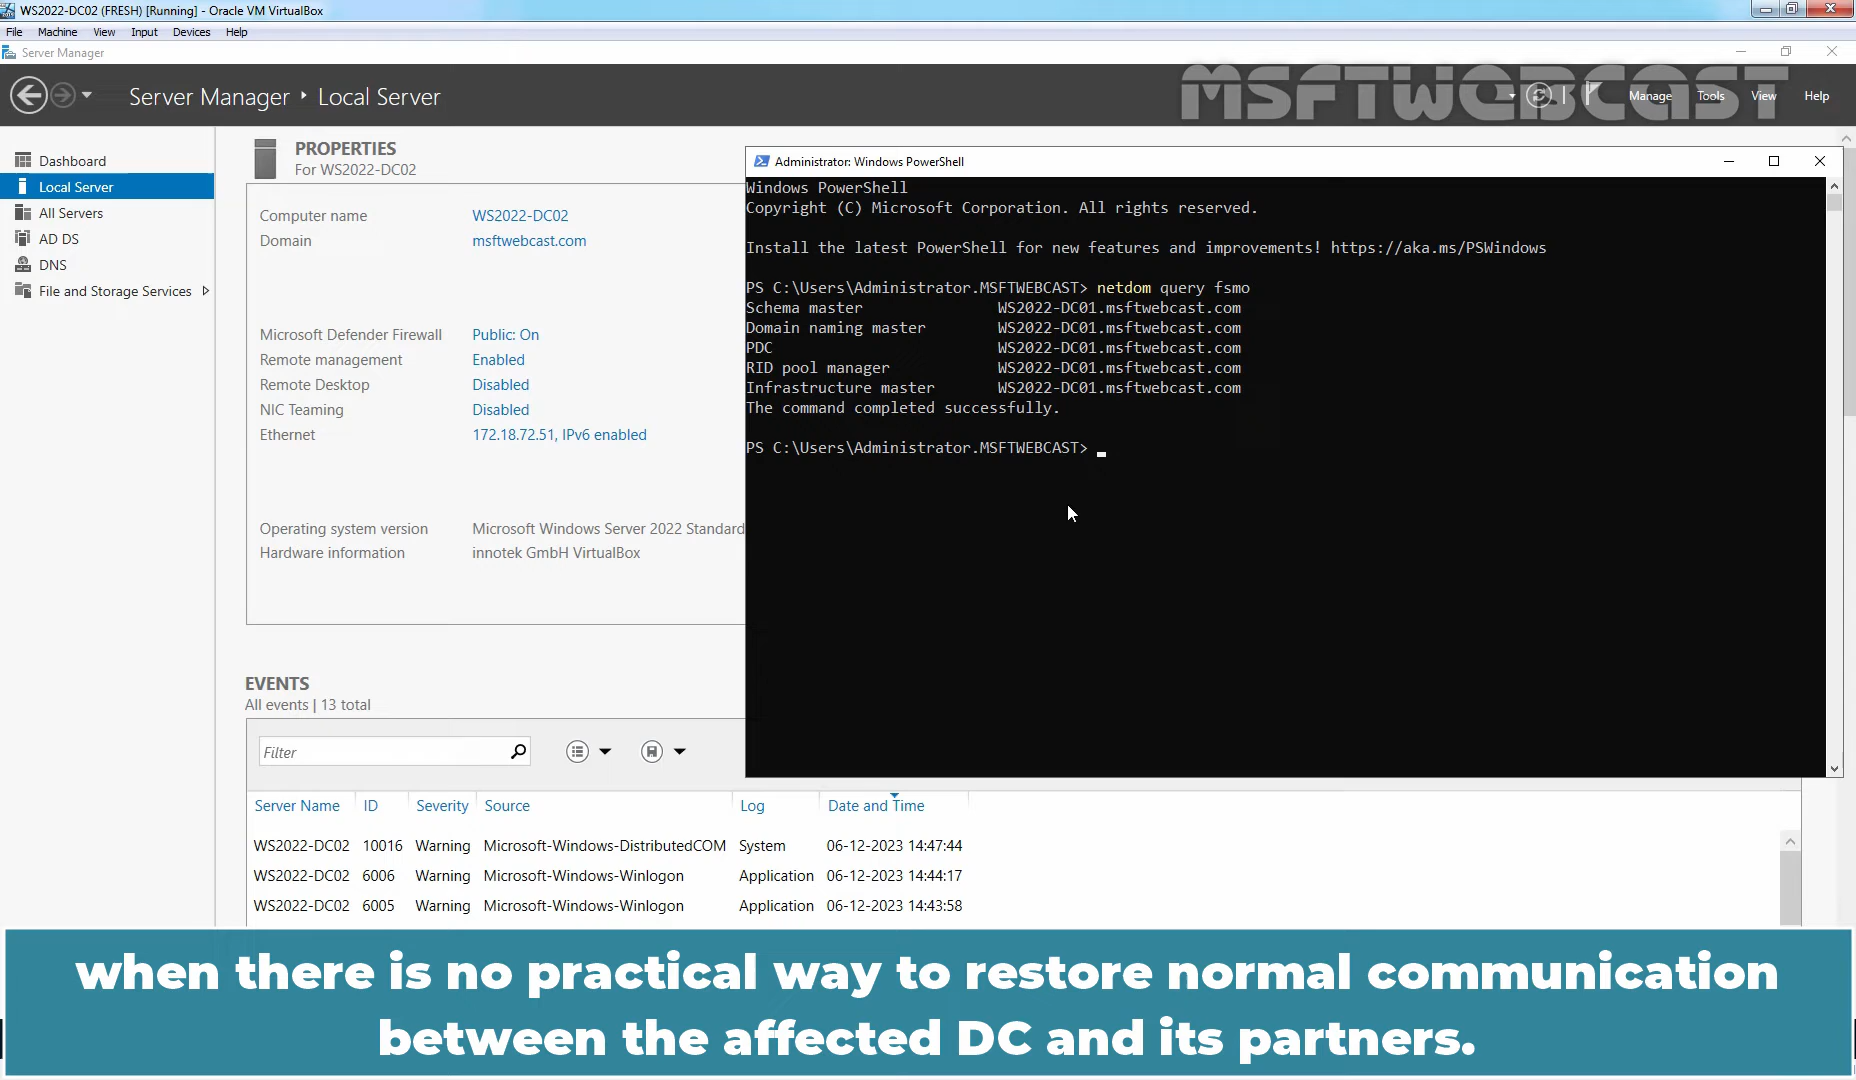 WS2022-DC02 (FRESH) [Running] - Oracle VM VirtualBox
File Machine View Input Devices Help
Server Manager
Server Manager ‣ Local Server
MSFTWEBCAST
Manage Tools View Help
Dashboard
Local Server
All Servers
AD DS
DNS
File and Storage Services
PROPERTIES
For WS2022-DC02
Computer name WS2022-DC02
Domain msftwebcast.com
Microsoft Defender Firewall Public: On
Remote management Enabled
Remote Desktop Disabled
NIC Teaming Disabled
Ethernet 172.18.72.51, IPv6 enabled
Operating system version Microsoft Windows Server 2022 Standard
Hardware information innotek GmbH VirtualBox
Administrator: Windows PowerShell
Windows PowerShell
Copyright (C) Microsoft Corporation. All rights reserved.
Install the latest PowerShell for new features and improvements! https://aka.ms/PSWindows
PS C:\Users\Administrator.MSFTWEBCAST> netdom query fsmo
Schema master WS2022-DC01.msftwebcast.com
Domain naming master WS2022-DC01.msftwebcast.com
PDC WS2022-DC01.msftwebcast.com
RID pool manager WS2022-DC01.msftwebcast.com
Infrastructure master WS2022-DC01.msftwebcast.com
The command completed successfully.
PS C:\Users\Administrator.MSFTWEBCAST>
EVENTS
All events | 13 total
Filter
Server Name ID Severity Source Log Date and Time
WS2022-DC02 10016 Warning Microsoft-Windows-DistributedCOM System 06-12-2023 14:47:44
WS2022-DC02 6006 Warning Microsoft-Windows-Winlogon Application 06-12-2023 14:44:17
WS2022-DC02 6005 Warning Microsoft-Windows-Winlogon Application 06-12-2023 14:43:58
when there is no practical way to restore normal communication
between the affected DC and its partners.